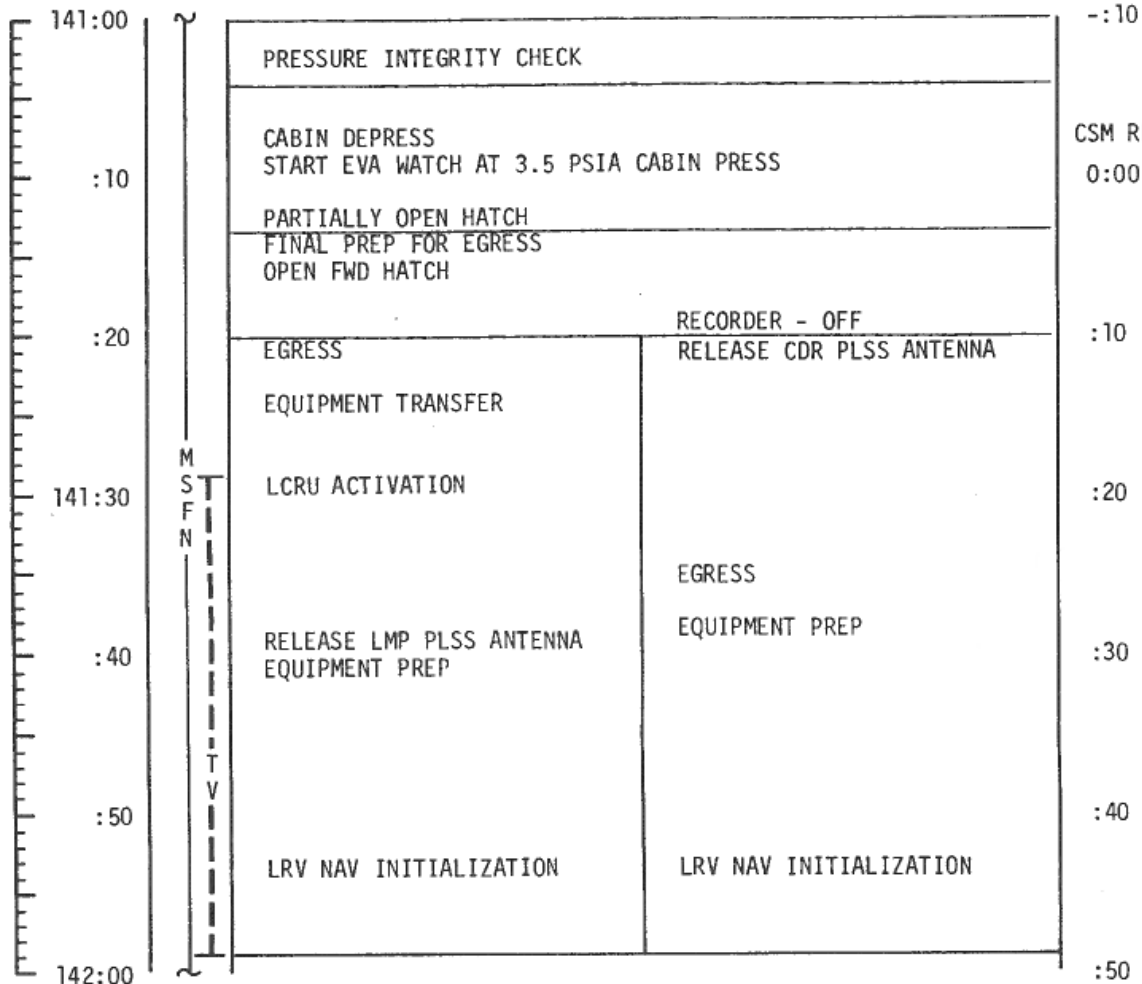 141:00 -:10
PRESSURE INTEGRITY CHECK
CABIN DEPRESS CSM R
START EVA WATCH AT 3.5 PSIA CABIN PRESS
:10 0:00
PARTIALLY OPEN HATCH
FINAL PREP FOR EGRESS
OPEN FWD HATCH
RECORDER - OFF
:20 :10
EGRESS RELEASE CDR PLSS ANTENNA
EQUIPMENT TRANSFER
MSFN
LCRU ACTIVATION
141:30 :20
EGRESS
EQUIPMENT PREP
RELEASE LMP PLSS ANTENNA
:40 :30
EQUIPMENT PREP
TV
:50 :40
LRV NAV INITIALIZATION LRV NAV INITIALIZATION
142:00 :50